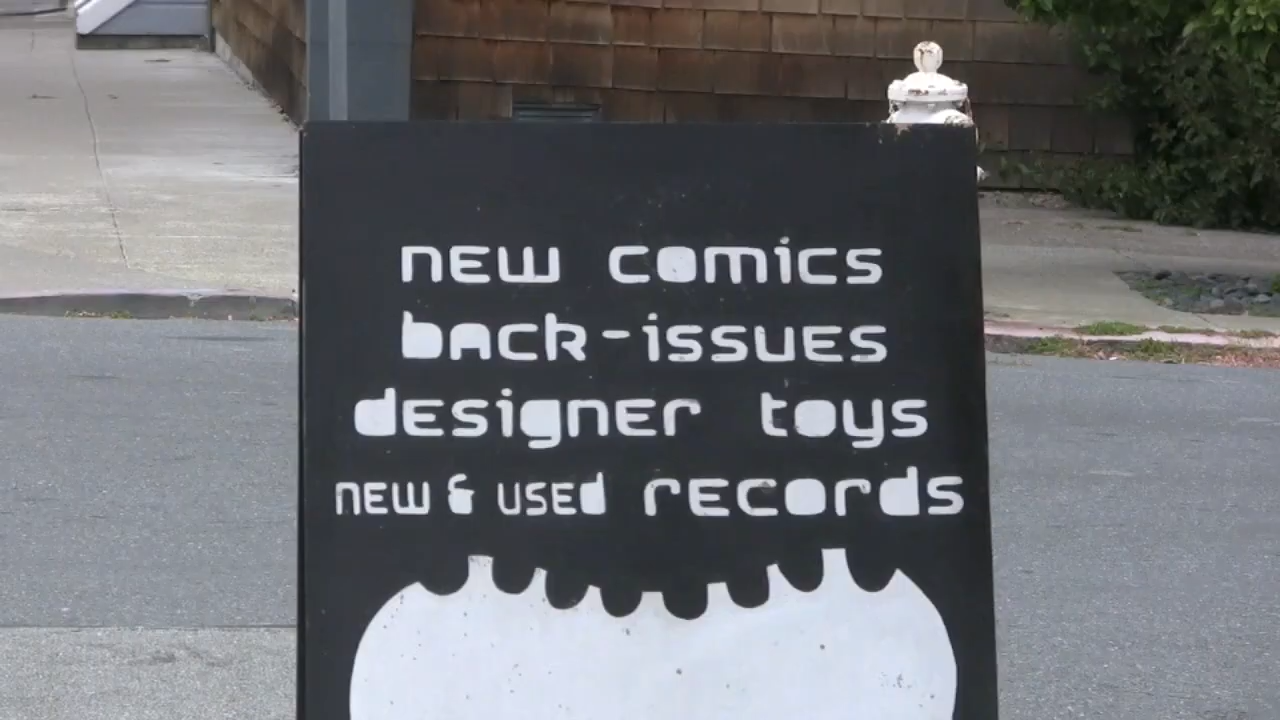 new comics
back-issues
designer toys
new & used records